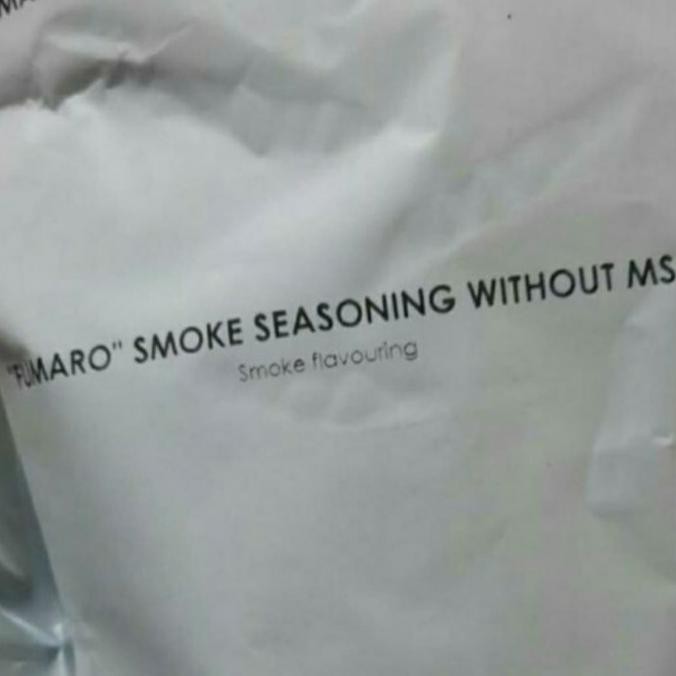 "FUMARO" SMOKE SEASONING WITHOUT MS
Smoke flavouring